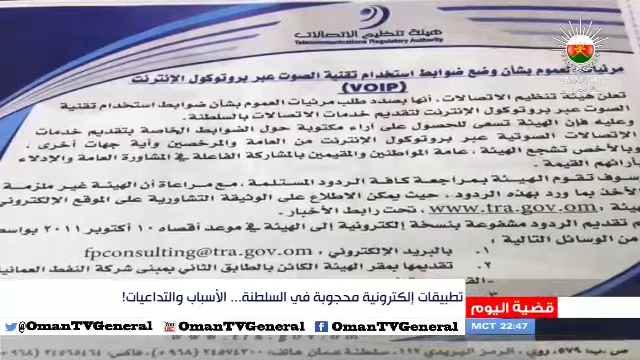 هيئة تنظيم الاتصالات
Telecommunications Regulatory Authority
مرئيات العموم بشأن وضع ضوابط استخدام تقنية الصوت عبر بروتوكول الإنترنت
(VOIP)
تعلن هيئة تنظيم الاتصالات، أنها بصدد طلب مرئيات العموم بشأن ضوابط استخدام تقنية
الصوت عبر بروتوكول الإنترنت لتقديم خدمات الاتصالات بالسلطنة.
وعليه فإن الهيئة تسعى للحصول على آراء مكتوبة حول الضوابط الخاصة بتقديم خدمات
الاتصالات الصوتية عبر بروتوكول الإنترنت من العامة والمرخصين وأية جهات أخرى،
وبالأخص تشجع الهيئة، عامة المواطنين والمقيمين بالمشاركة الفاعلة في المشاورة العامة والإدلاء
بآرائهم القيمة.
سوف تقوم الهيئة بمراجعة كافة الردود المستلمة، مع مراعاة أن الهيئة غير ملزمة
الأخذ بما ورد بهذه الردود. حيث يمكن الاطلاع على الوثيقة التشاورية على الموقع الإلكتروني
www.tra.gov.om، تحت رابط الأخبار.
تقديم الردود مشفوعة بنسخة إلكترونية إلى الهيئة في موعد أقصاه ١٠ أكتوبر ٢٠١١ بواسطة
من الوسائل التالية:
١. بالبريد الإلكتروني، fpconsulting@tra.gov.om
٢. تقديمها بمقر الهيئة الكائن بالطابق الثاني بمبنى شركة النفط العمانية
قضية اليوم
تطبيقات إلكترونية محجوبة في السلطنة... الأسباب والتداعيات!
MCT 22:47
@OmanTVGeneral /OmanTVGeneral @OmanTVGeneral /OmanTVGeneral